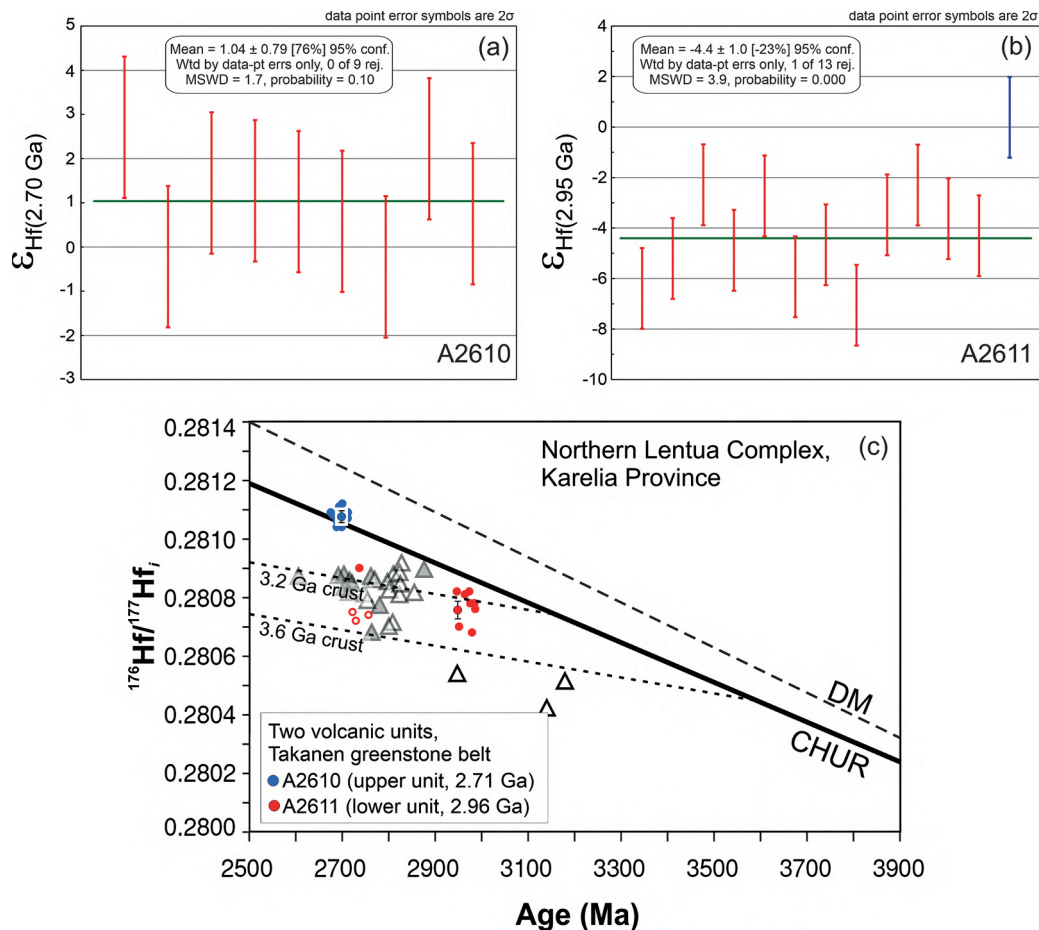 data point error symbols are 2σ
5
4
3
2
1
0
-1
-2
-3
εHf(2.70 Ga)
Mean = 1.04 ± 0.79 [76%] 95% conf.
Wtd by data-pt errs only, 0 of 9 rej.
MSWD = 1.7, probability = 0.10
(a)
A2610
data point error symbols are 2σ
4
2
0
-2
-4
-6
-8
-10
εHf(2.95 Ga)
Mean = -4.4 ± 1.0 [-23%] 95% conf.
Wtd by data-pt errs only, 1 of 13 rej.
MSWD = 3.9, probability = 0.000
(b)
A2611
0.2814
0.2812
0.2810
0.2808
0.2806
0.2804
0.2802
0.2800
¹⁷⁶Hf/¹⁷⁷Hfᵢ
Northern Lentua Complex,
Karelia Province
(c)
3.2 Ga crust
3.6 Ga crust
DM
CHUR
Two volcanic units,
Takanen greenstone belt
A2610 (upper unit, 2.71 Ga)
A2611 (lower unit, 2.96 Ga)
2500 2700 2900 3100 3300 3500 3700 3900
Age (Ma)